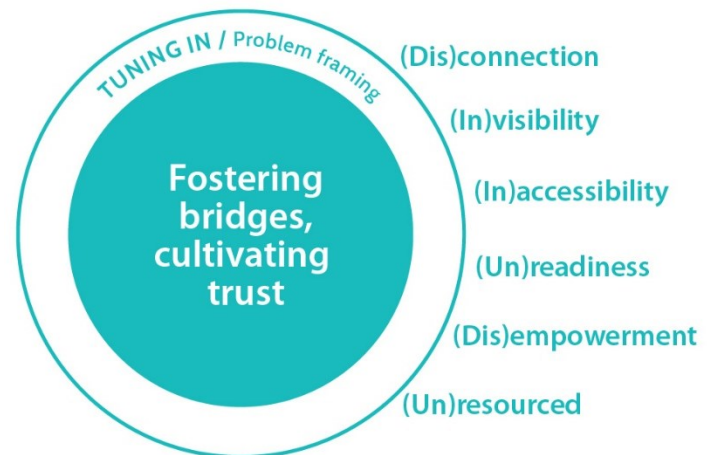 TUNING IN / Problem framing
Fostering
bridges,
cultivating
trust
(Dis)connection
(In)visibility
(In)accessibility
(Un)readiness
(Dis)empowerment
(Un)resourced